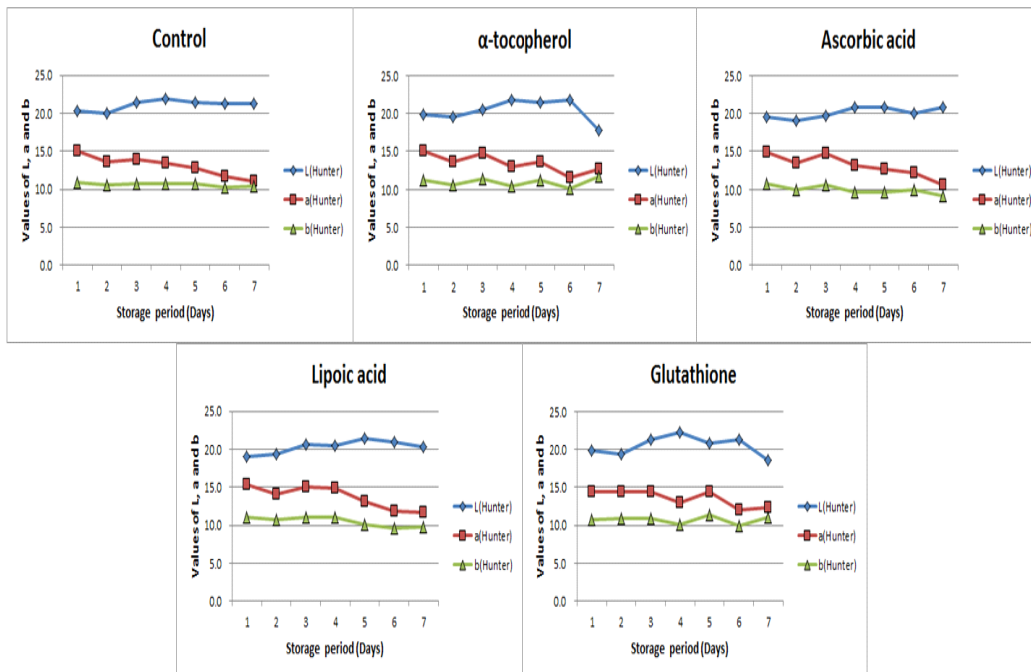 Control
25.0
20.0
15.0
10.0
5.0
0.0
Values of L, a and b
1 2 3 4 5 6 7
Storage period (Days)
L(Hunter)
a(Hunter)
b(Hunter)
α-tocopherol
25.0
20.0
15.0
10.0
5.0
0.0
Values of L, a and b
1 2 3 4 5 6 7
Storage period (Days)
L(Hunter)
a(Hunter)
b(Hunter)
Ascorbic acid
25.0
20.0
15.0
10.0
5.0
0.0
Values of L, a and b
1 2 3 4 5 6 7
Storage period (Days)
L(Hunter)
a(Hunter)
b(Hunter)
Lipoic acid
25.0
20.0
15.0
10.0
5.0
0.0
Values of L, a and b
1 2 3 4 5 6 7
Storage period (Days)
L(Hunter)
a(Hunter)
b(Hunter)
Glutathione
25.0
20.0
15.0
10.0
5.0
0.0
Values of L, a and b
1 2 3 4 5 6 7
Storage period (Days)
L(Hunter)
a(Hunter)
b(Hunter)